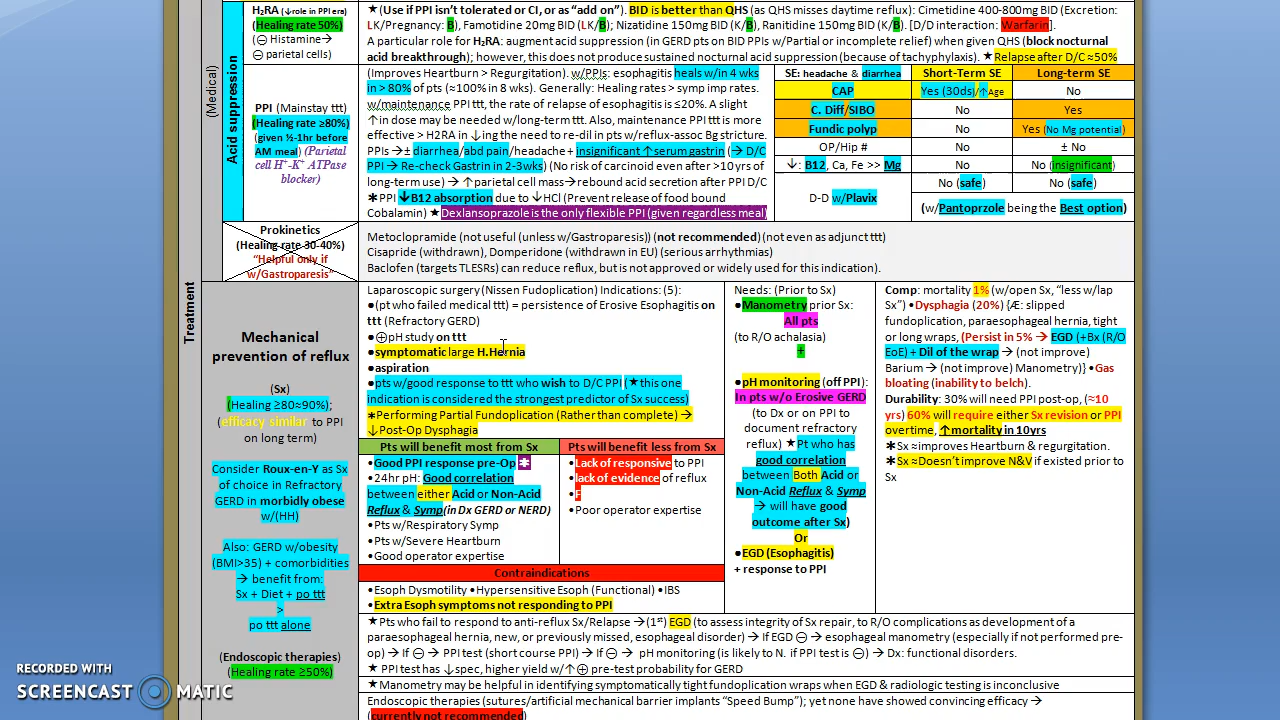 Treatment
(Medical)
Acid suppression
H₂RA (↓role in PPI era)
(Healing rate 50%)
(⊖ Histamine→
⊖ parietal cells)
★(Use if PPI isn't tolerated or CI, or as "add on"). BID is better than QHS (as QHS misses daytime reflux): Cimetidine 400-800mg BID (Excretion:
LK/Pregnancy: B), Famotidine 20mg BID (LK/B); Nizatidine 150mg BID (K/B), Ranitidine 150mg BID (K/B). [D/D interaction: Warfarin].
A particular role for H₂RA: augment acid suppression (in GERD pts on BID PPIs w/Partial or incomplete relief) when given QHS (block nocturnal
acid breakthrough); however, this does not produce sustained nocturnal acid suppression (because of tachyphylaxis). ★Relapse after D/C ≈50%
PPI (Mainstay ttt)
(Healing rate ≥80%)
(given ½-1hr before
AM meal) (Parietal
cell H⁺-K⁺ ATPase
blocker)
(Improves Heartburn > Regurgitation). w/PPIs: esophagitis heals w/in 4 wks
in > 80% of pts (≈100% in 8 wks). Generally: Healing rates > symp imp rates.
w/maintenance PPI ttt, the rate of relapse of esophagitis is ≤20%. A slight
↑in dose may be needed w/long-term ttt. Also, maintenance PPI ttt is more
effective > H2RA in ↓ing the need to re-dil in pts w/reflux-assoc Bg stricture.
PPIs →± diarrhea/abd pain/headache+ insignificant ↑serum gastrin (→ D/C
PPI → Re-check Gastrin in 2-3wks) (No risk of carcinoid even after >10 yrs of
long-term use) → ↑parietal cell mass→rebound acid secretion after PPI D/C
✱PPI ↓B12 absorption due to ↓HCl (Prevent release of food bound
Cobalamin) ★Dexlansoprazole is the only flexible PPI (given regardless meal)
SE: headache & diarrhea Short-Term SE Long-term SE
CAP Yes (30ds)/↑Age No
C. Diff/SIBO No Yes
Fundic polyp No Yes (No Mg potential)
OP/Hip # No ± No
↓: B12, Ca, Fe >> Mg No No (insignificant)
D-D w/Plavix No (safe) No (safe)
(w/Pantoprzole being the Best option)
Prokinetics
(Healing rate 30-40%)
"Helpful only if
w/Gastroparesis"
Metoclopramide (not useful (unless w/Gastroparesis)) (not recommended) (not even as adjunct ttt)
Cisapride (withdrawn), Domperidone (withdrawn in EU) (serious arrhythmias)
Baclofen (targets TLESRs) can reduce reflux, but is not approved or widely used for this indication).
Mechanical
prevention of reflux
(Sx)
(Healing ≥80≈90%);
(efficacy similar to PPI
on long term)
Consider Roux-en-Y as Sx
of choice in Refractory
GERD in morbidly obese
w/(HH)
Also: GERD w/obesity
(BMI>35) + comorbidities
→ benefit from:
Sx + Diet + po ttt
>
po ttt alone
(Endoscopic therapies)
(Healing rate ≥50%)
Laparoscopic surgery (Nissen Fudoplication) Indications: (5):
●(pt who failed medical ttt) = persistence of Erosive Esophagitis on
ttt (Refractory GERD)
●⊕pH study on ttt
●symptomatic large H.Hernia
●aspiration
●pts w/good response to ttt who wish to D/C PPI (★this one
indication is considered the strongest predictor of Sx success)
✱Performing Partial Fundoplication (Rather than complete) →
↓Post-Op Dysphagia
Pts will benefit most from Sx
•Good PPI response pre-Op ✱
•24hr pH: Good correlation
between either Acid or Non-Acid
Reflux & Symp(in Dx GERD or NERD)
•Pts w/Respiratory Symp
•Pts w/Severe Heartburn
•Good operator expertise
Pts will benefit less from Sx
•Lack of responsive to PPI
•lack of evidence of reflux
•F
•Poor operator expertise
Contraindications
•Esoph Dysmotility •Hypersensitive Esoph (Functional) •IBS
•Extra Esoph symptoms not responding to PPI
Needs: (Prior to Sx)
●Manometry prior Sx:
All pts
(to R/O achalasia)
+
●pH monitoring (off PPI):
In pts w/o Erosive GERD
(to Dx or on PPI to
document refractory
reflux) ★Pt who has
good correlation
between Both Acid or
Non-Acid Reflux & Symp
→ will have good
outcome after Sx)
Or
●EGD (Esophagitis)
+ response to PPI
Comp: mortality 1% (w/open Sx, "less w/lap
Sx") •Dysphagia (20%) {Æ: slipped
fundoplication, paraesophageal hernia, tight
or long wraps, (Persist in 5% → EGD (+Bx (R/O
EoE) + Dil of the wrap → (not improve)
Barium → (not improve) Manometry)} •Gas
bloating (inability to belch).
Durability: 30% will need PPI post-op, (≈10
yrs) 60% will require either Sx revision or PPI
overtime, ↑mortality in 10yrs
✱Sx ≈improves Heartburn & regurgitation.
✱Sx ≈Doesn't improve N&V if existed prior to
Sx
★Pts who fail to respond to anti-reflux Sx/Relapse →(1ˢᵗ) EGD (to assess integrity of Sx repair, to R/O complications as development of a
paraesophageal hernia, new, or previously missed, esophageal disorder) → If EGD ⊖ → esophageal manometry (especially if not performed pre-
op) → If ⊖ → PPI test (short course PPI) → If ⊖ → pH monitoring (is likely to N. if PPI test is ⊖) → Dx: functional disorders.
★ PPI test has ↓spec, higher yield w/↑⊕ pre-test probability for GERD
★Manometry may be helpful in identifying symptomatically tight fundoplication wraps when EGD & radiologic testing is inconclusive
Endoscopic therapies (sutures/artificial mechanical barrier implants "Speed Bump"); yet none have showed convincing efficacy →
(currently not recommended)
RECORDED WITH
SCREENCAST MATIC